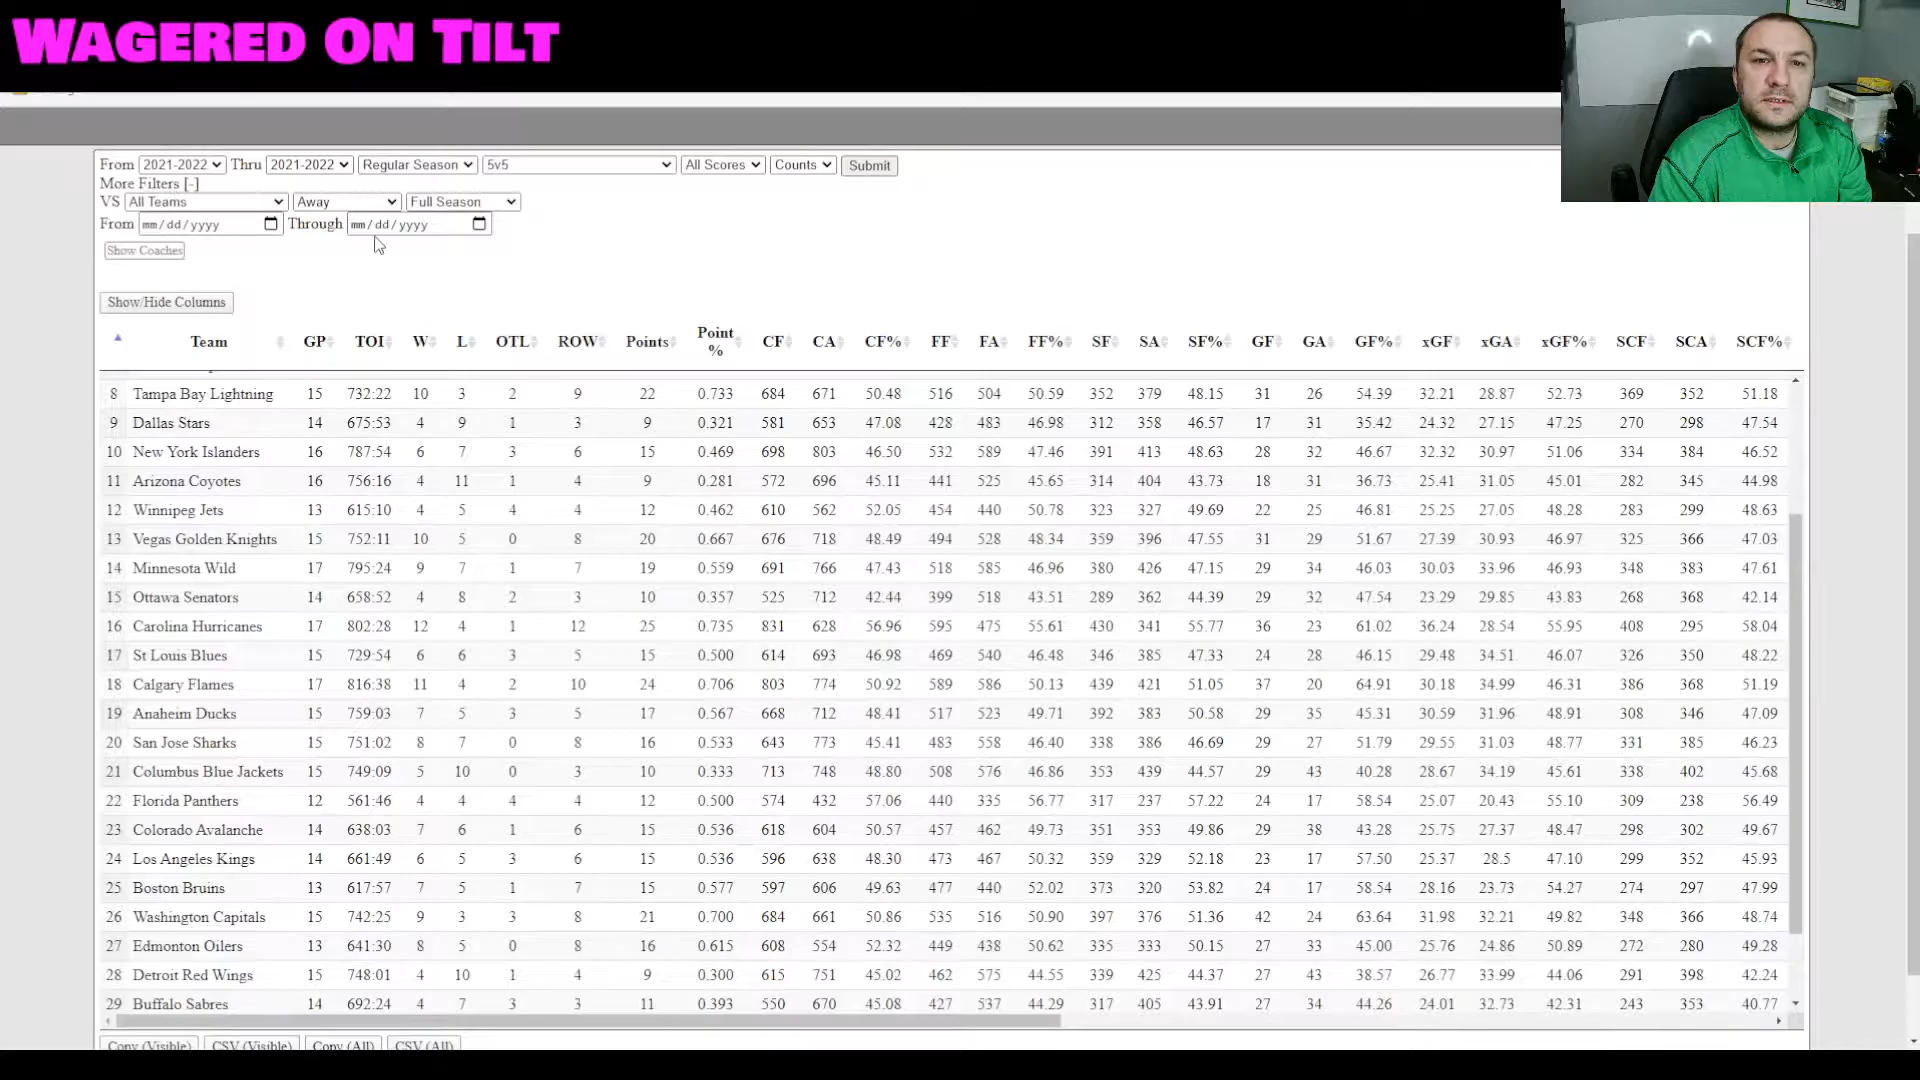 WAGERED ON TILT
From 2021-2022 Thru 2021-2022 Regular Season 5v5 All Scores Counts Submit
More Filters [-]
VS All Teams Away Full Season
From mm/dd/yyyy Through mm/dd/yyyy
Show Coaches
Show/Hide Columns
Team GP TOI W L OTL ROW Points Point % CF CA CF% FF FA FF% SF SA SF% GF GA GF% xGF xGA xGF% SCF SCA SCF%
8 Tampa Bay Lightning 15 732:22 10 3 2 9 22 0.733 684 671 50.48 516 504 50.59 352 379 48.15 31 26 54.39 32.21 28.87 52.73 369 352 51.18
9 Dallas Stars 14 675:53 4 9 1 3 9 0.321 581 653 47.08 428 483 46.98 312 358 46.57 17 31 35.42 24.32 27.15 47.25 270 298 47.54
10 New York Islanders 16 787:54 6 7 3 6 15 0.469 698 803 46.50 532 589 47.46 391 413 48.63 28 32 46.67 32.32 30.97 51.06 334 384 46.52
11 Arizona Coyotes 16 756:16 4 11 1 4 9 0.281 572 696 45.11 441 525 45.65 314 404 43.73 18 31 36.73 25.41 31.05 45.01 282 345 44.98
12 Winnipeg Jets 13 615:10 4 5 4 4 12 0.462 610 562 52.05 454 440 50.78 323 327 49.69 22 25 46.81 25.25 27.05 48.28 283 299 48.63
13 Vegas Golden Knights 15 752:11 10 5 0 8 20 0.667 676 718 48.49 494 528 48.34 359 396 47.55 31 29 51.67 27.39 30.93 46.97 325 366 47.03
14 Minnesota Wild 17 795:24 9 7 1 7 19 0.559 691 766 47.43 518 585 46.96 380 426 47.15 29 34 46.03 30.03 33.96 46.93 348 383 47.61
15 Ottawa Senators 14 658:52 4 8 2 3 10 0.357 525 712 42.44 399 518 43.51 289 362 44.39 29 32 47.54 23.29 29.85 43.83 268 368 42.14
16 Carolina Hurricanes 17 802:28 12 4 1 12 25 0.735 831 628 56.96 595 475 55.61 430 341 55.77 36 23 61.02 36.24 28.54 55.95 408 295 58.04
17 St Louis Blues 15 729:54 6 6 3 5 15 0.500 614 693 46.98 469 540 46.48 346 385 47.33 24 28 46.15 29.48 34.51 46.07 326 350 48.22
18 Calgary Flames 17 816:38 11 4 2 10 24 0.706 803 774 50.92 589 586 50.13 439 421 51.05 37 20 64.91 30.18 34.99 46.31 386 368 51.19
19 Anaheim Ducks 15 759:03 7 5 3 5 17 0.567 668 712 48.41 517 523 49.71 392 383 50.58 29 35 45.31 30.59 31.96 48.91 308 346 47.09
20 San Jose Sharks 15 751:02 8 7 0 8 16 0.533 643 773 45.41 483 558 46.40 338 386 46.69 29 27 51.79 29.55 31.03 48.77 331 385 46.23
21 Columbus Blue Jackets 15 749:09 5 10 0 3 10 0.333 713 748 48.80 508 576 46.86 353 439 44.57 29 43 40.28 28.67 34.19 45.61 338 402 45.68
22 Florida Panthers 12 561:46 4 4 4 4 12 0.500 574 432 57.06 440 335 56.77 317 237 57.22 24 17 58.54 25.07 20.43 55.10 309 238 56.49
23 Colorado Avalanche 14 638:03 7 6 1 6 15 0.536 618 604 50.57 457 462 49.73 351 353 49.86 29 38 43.28 25.75 27.37 48.47 298 302 49.67
24 Los Angeles Kings 14 661:49 6 5 3 6 15 0.536 596 638 48.30 473 467 50.32 359 329 52.18 23 17 57.50 25.37 28.5 47.10 299 352 45.93
25 Boston Bruins 13 617:57 7 5 1 7 15 0.577 597 606 49.63 477 440 52.02 373 320 53.82 24 17 58.54 28.16 23.73 54.27 274 297 47.99
26 Washington Capitals 15 742:25 9 3 3 8 21 0.700 684 661 50.86 535 516 50.90 397 376 51.36 42 24 63.64 31.98 32.21 49.82 348 366 48.74
27 Edmonton Oilers 13 641:30 8 5 0 8 16 0.615 608 554 52.32 449 438 50.62 335 333 50.15 27 33 45.00 25.76 24.86 50.89 272 280 49.28
28 Detroit Red Wings 15 748:01 4 10 1 4 9 0.300 615 751 45.02 462 575 44.55 339 425 44.37 27 43 38.57 26.77 33.99 44.06 291 398 42.24
29 Buffalo Sabres 14 692:24 4 7 3 3 11 0.393 550 670 45.08 427 537 44.29 317 405 43.91 27 34 44.26 24.01 32.73 42.31 243 353 40.77
Copy (Visible) CSV (Visible) Copy (All) CSV (All)